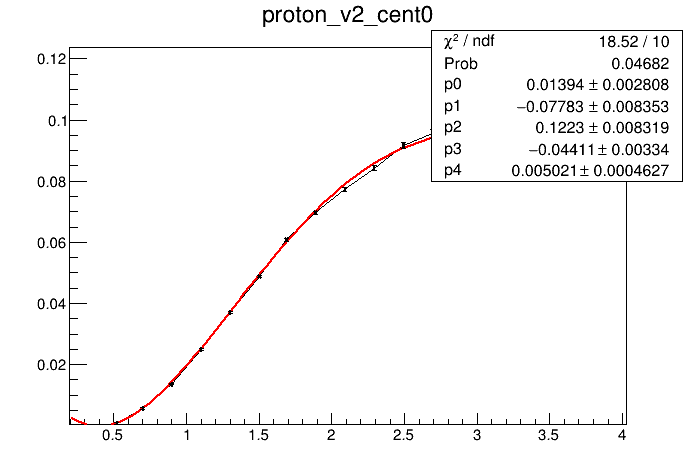 proton_v2_cent0
χ² / ndf 18.52 / 10
Prob 0.04682
p0 0.01394 ± 0.002808
p1 −0.07783 ± 0.008353
p2 0.1223 ± 0.008319
p3 −0.04411 ± 0.00334
p4 0.005021 ± 0.0004627
0.12
0.1
0.08
0.06
0.04
0.02
0.5 1 1.5 2 2.5 3 3.5 4